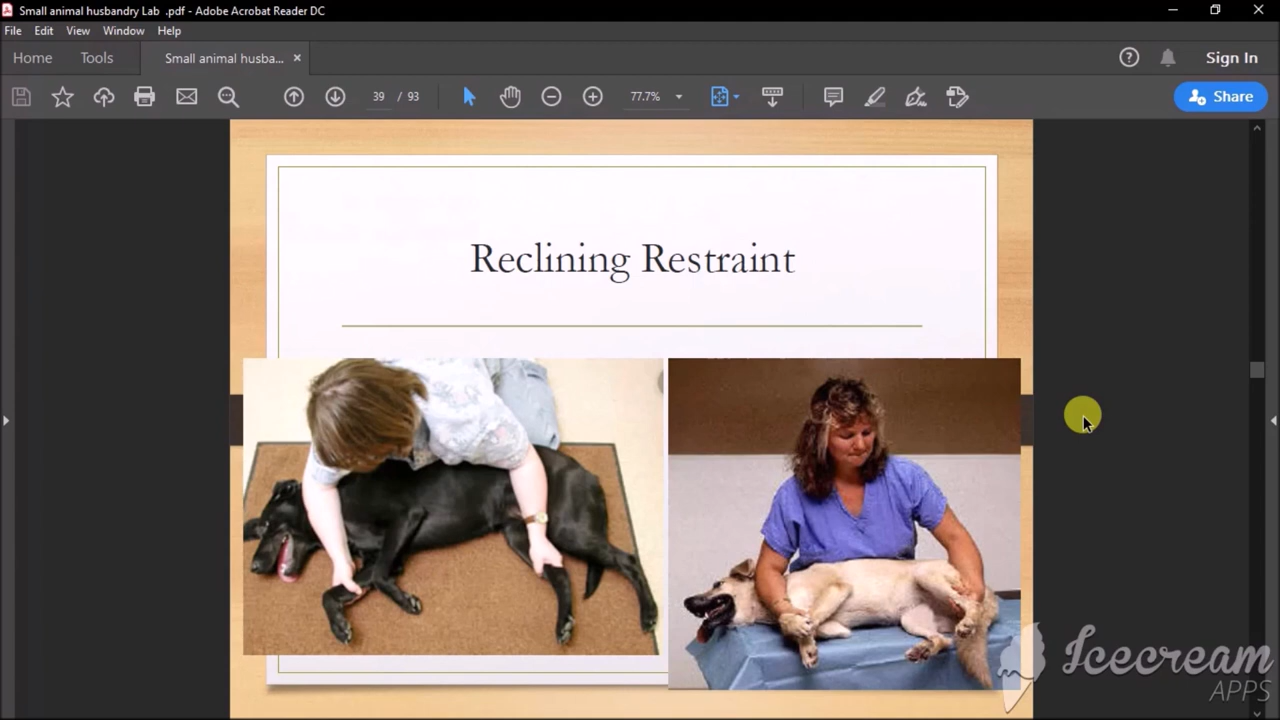 Small animal husbandry Lab .pdf - Adobe Acrobat Reader DC
File Edit View Window Help
Home Tools Small animal husba... × Sign In
39 / 93 77.7% Share
Reclining Restraint
Icecream
APPS